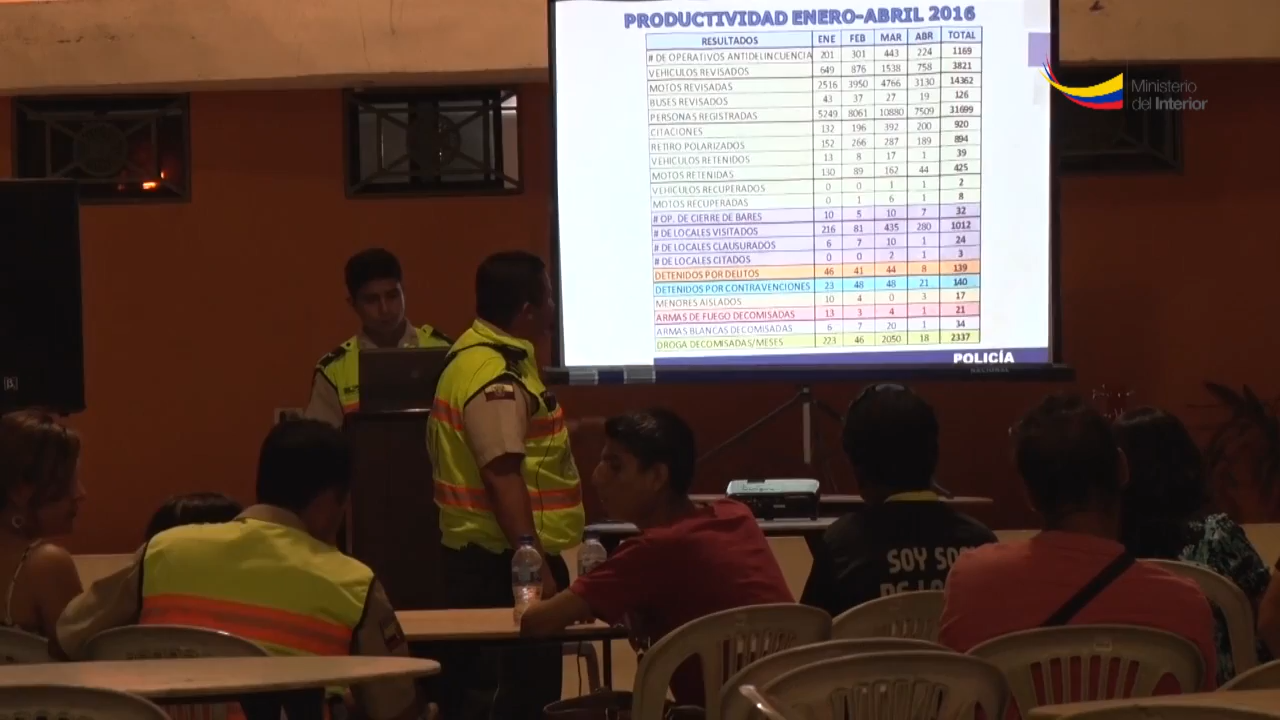 PRODUCTIVIDAD ENERO-ABRIL 2016
RESULTADOS ENE FEB MAR ABR TOTAL
# DE OPERATIVOS ANTIDELINCUENCIA 201 301 443 224 1169
VEHICULOS REVISADOS 649 876 1538 758 3821
MOTOS REVISADAS 2516 3950 4766 3130 14362
BUSES REVISADOS 43 37 27 19 126
PERSONAS REGISTRADAS 5249 8061 10880 7509 31699
CITACIONES 132 196 392 200 920
RETIRO POLARIZADOS 152 266 287 189 894
VEHICULOS RETENIDOS 13 8 17 1 39
MOTOS RETENIDAS 130 89 162 44 425
VEHICULOS RECUPERADOS 0 0 1 1 2
MOTOS RECUPERADAS 0 1 6 1 8
# OP. DE CIERRE DE BARES 10 5 10 7 32
# DE LOCALES VISITADOS 216 81 435 280 1012
# DE LOCALES CLAUSURADOS 6 7 10 1 24
# DE LOCALES CITADOS 0 0 2 1 3
DETENIDOS POR DELITOS 46 41 44 8 139
DETENIDOS POR CONTRAVENCIONES 23 48 48 21 140
MENORES AISLADOS 10 4 0 3 17
ARMAS DE FUEGO DECOMISADAS 13 3 4 1 21
ARMAS BLANCAS DECOMISADAS 6 7 20 1 34
DROGA DECOMISADAS/MESES 223 46 2050 18 2337
POLICÍA
NACIONAL
Ministerio
del Interior
SOY SO
DE LO